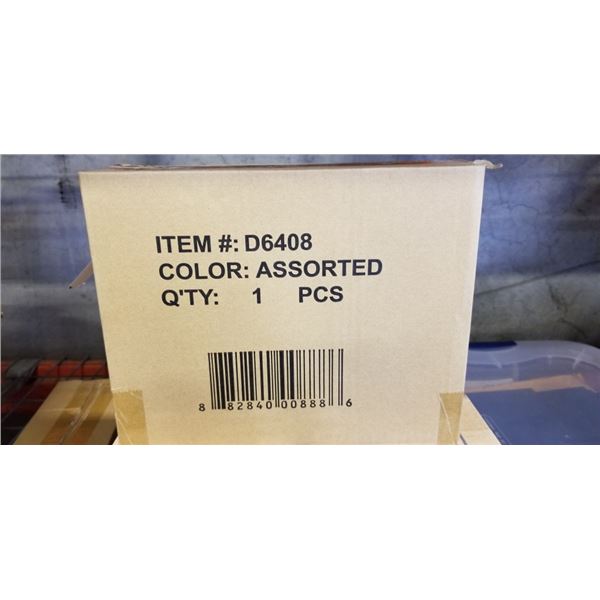 ITEM #: D6408
COLOR: ASSORTED
Q'TY: 1 PCS
8 82840 00888 6